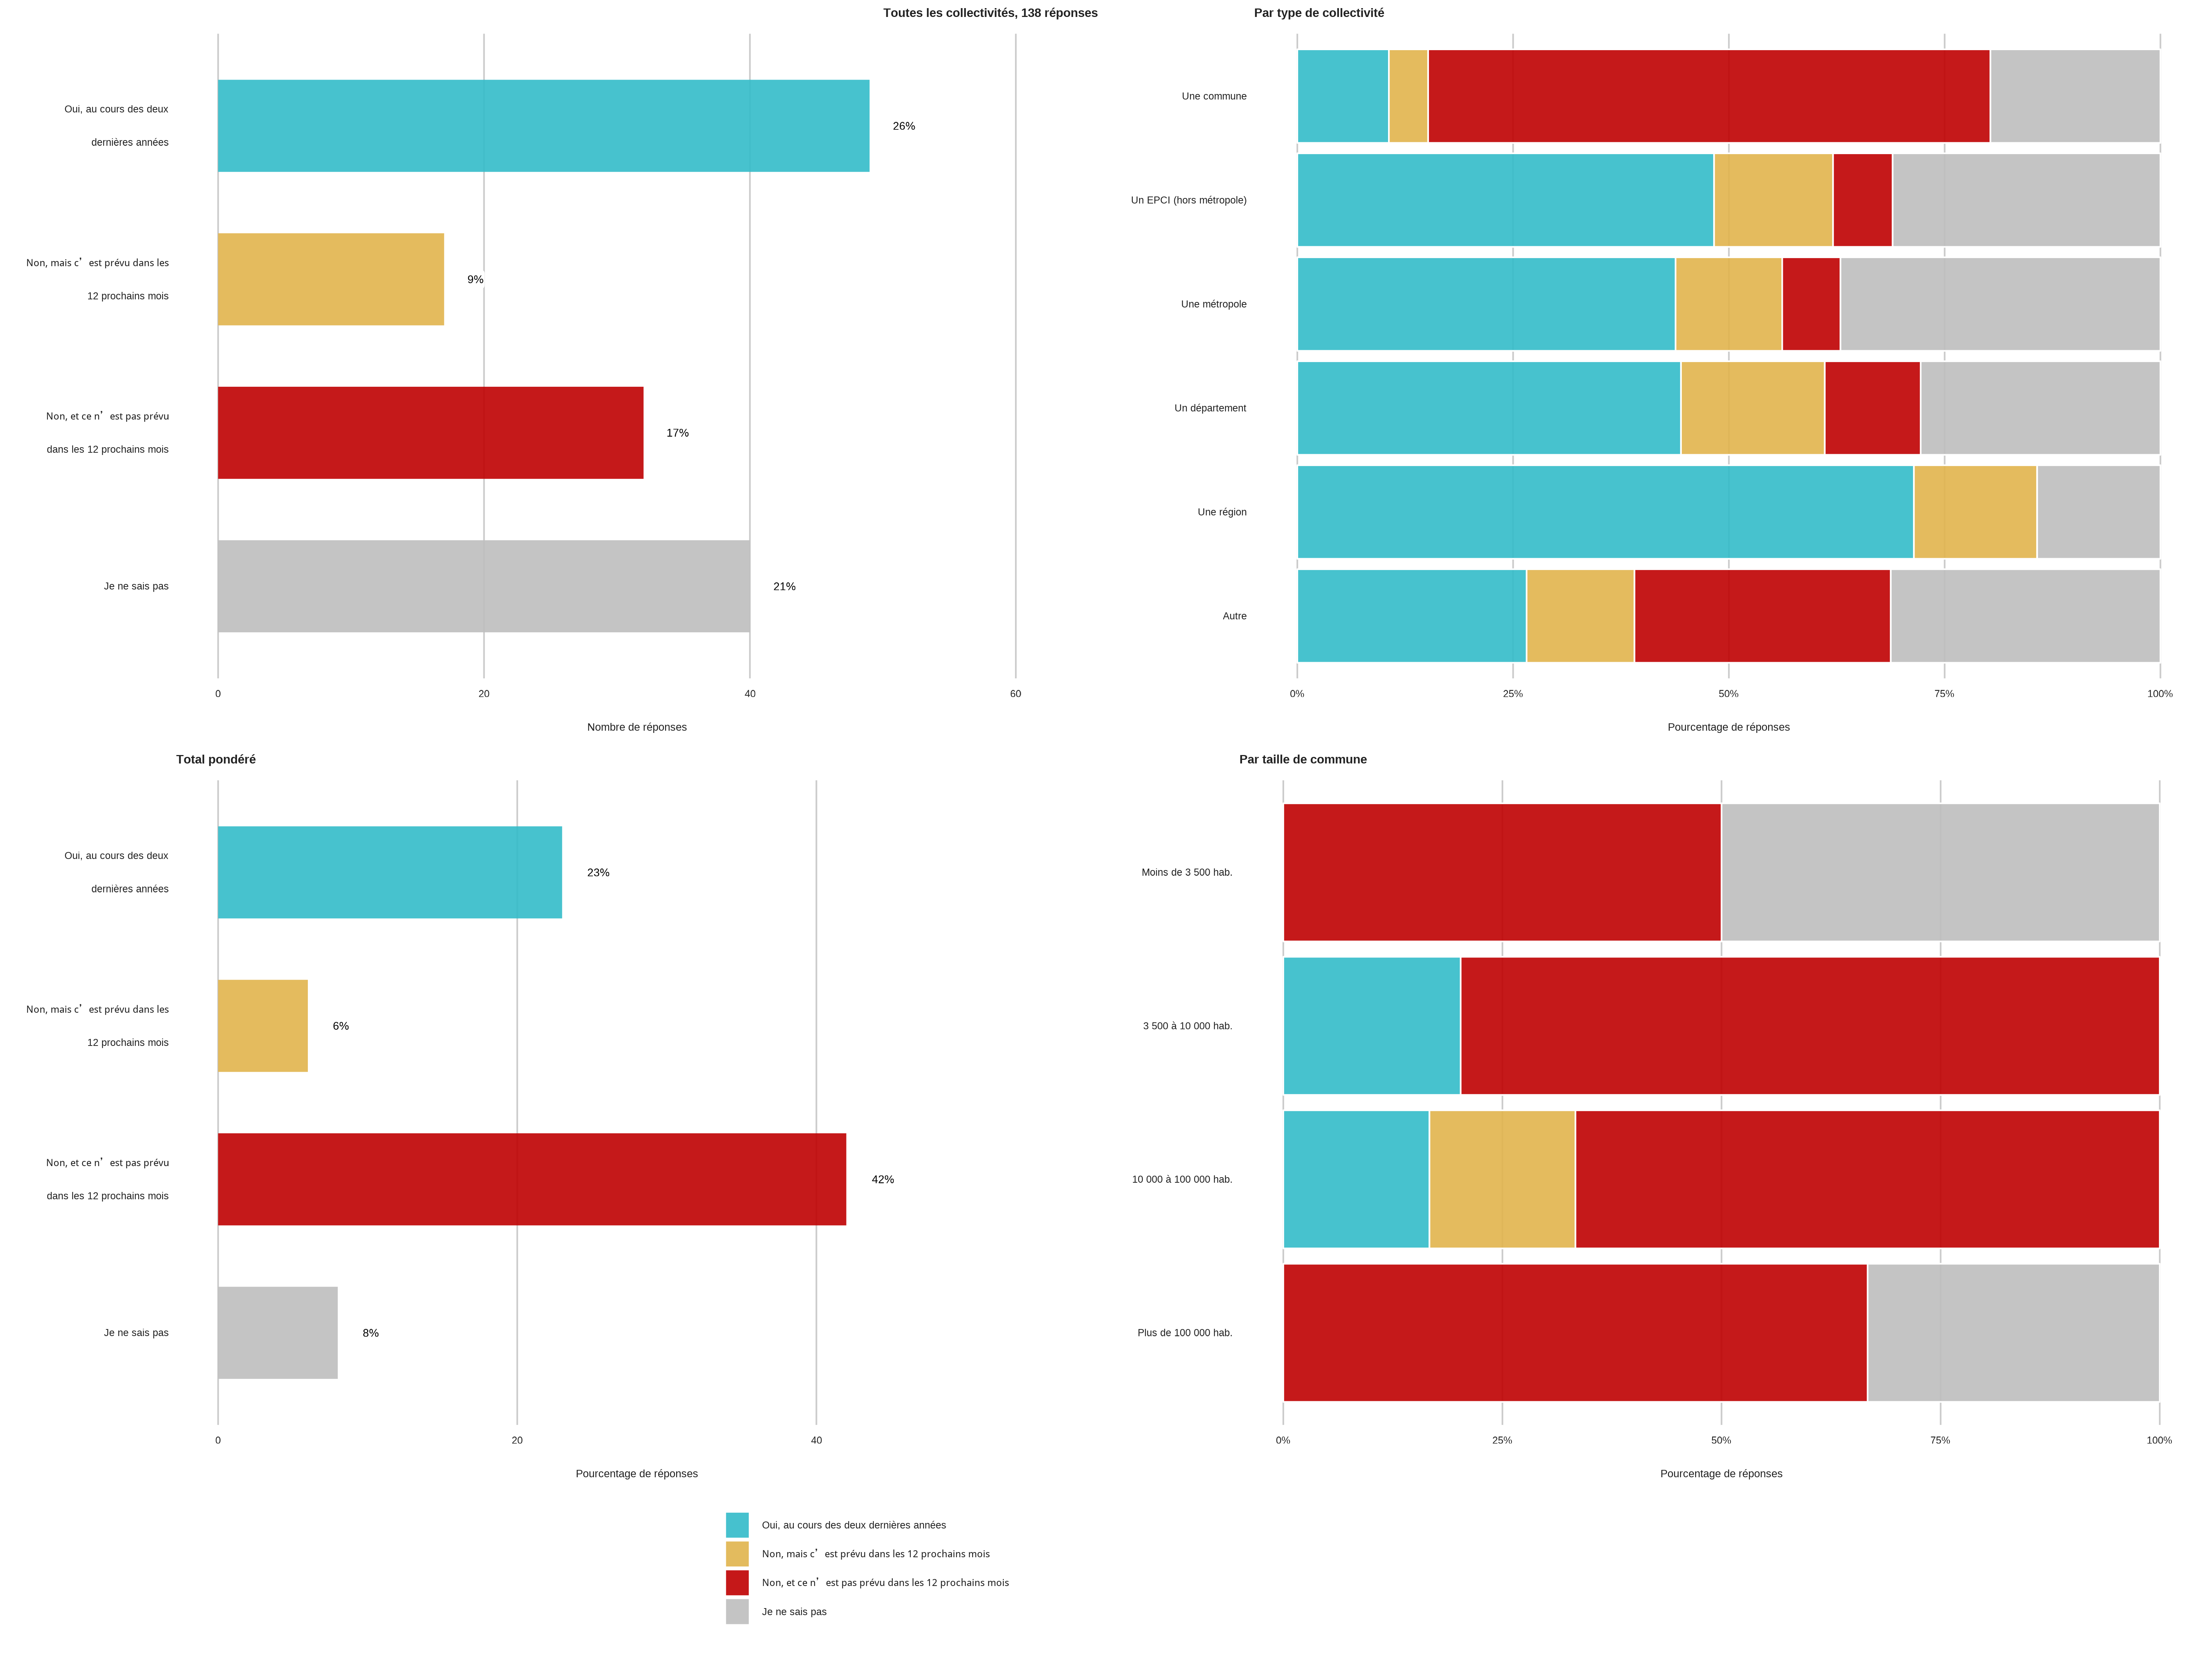 Toutes les collectivités, 138 réponses
Oui, au cours des deux
dernières années
26%
Non, mais c’est prévu dans les
12 prochains mois
9%
Non, et ce n’est pas prévu
dans les 12 prochains mois
17%
Je ne sais pas
21%
0
20
40
60
Nombre de réponses
Par type de collectivité
Une commune
Un EPCI (hors métropole)
Une métropole
Un département
Une région
Autre
0%
25%
50%
75%
100%
Pourcentage de réponses
Total pondéré
Oui, au cours des deux
dernières années
23%
Non, mais c’est prévu dans les
12 prochains mois
6%
Non, et ce n’est pas prévu
dans les 12 prochains mois
42%
Je ne sais pas
8%
0
20
40
Pourcentage de réponses
Par taille de commune
Moins de 3 500 hab.
3 500 à 10 000 hab.
10 000 à 100 000 hab.
Plus de 100 000 hab.
0%
25%
50%
75%
100%
Pourcentage de réponses
Oui, au cours des deux dernières années
Non, mais c’est prévu dans les 12 prochains mois
Non, et ce n’est pas prévu dans les 12 prochains mois
Je ne sais pas